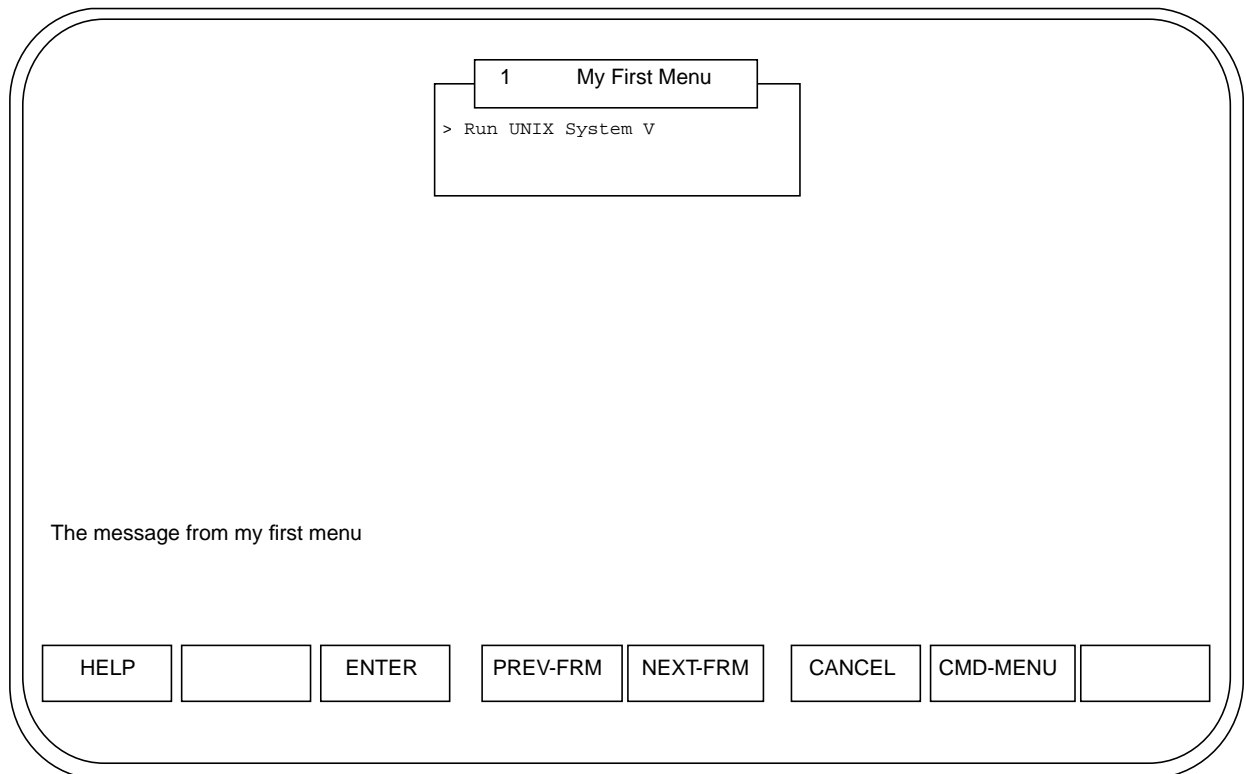 1 My First Menu
> Run UNIX System V
The message from my first menu
HELP ENTER PREV-FRM NEXT-FRM CANCEL CMD-MENU